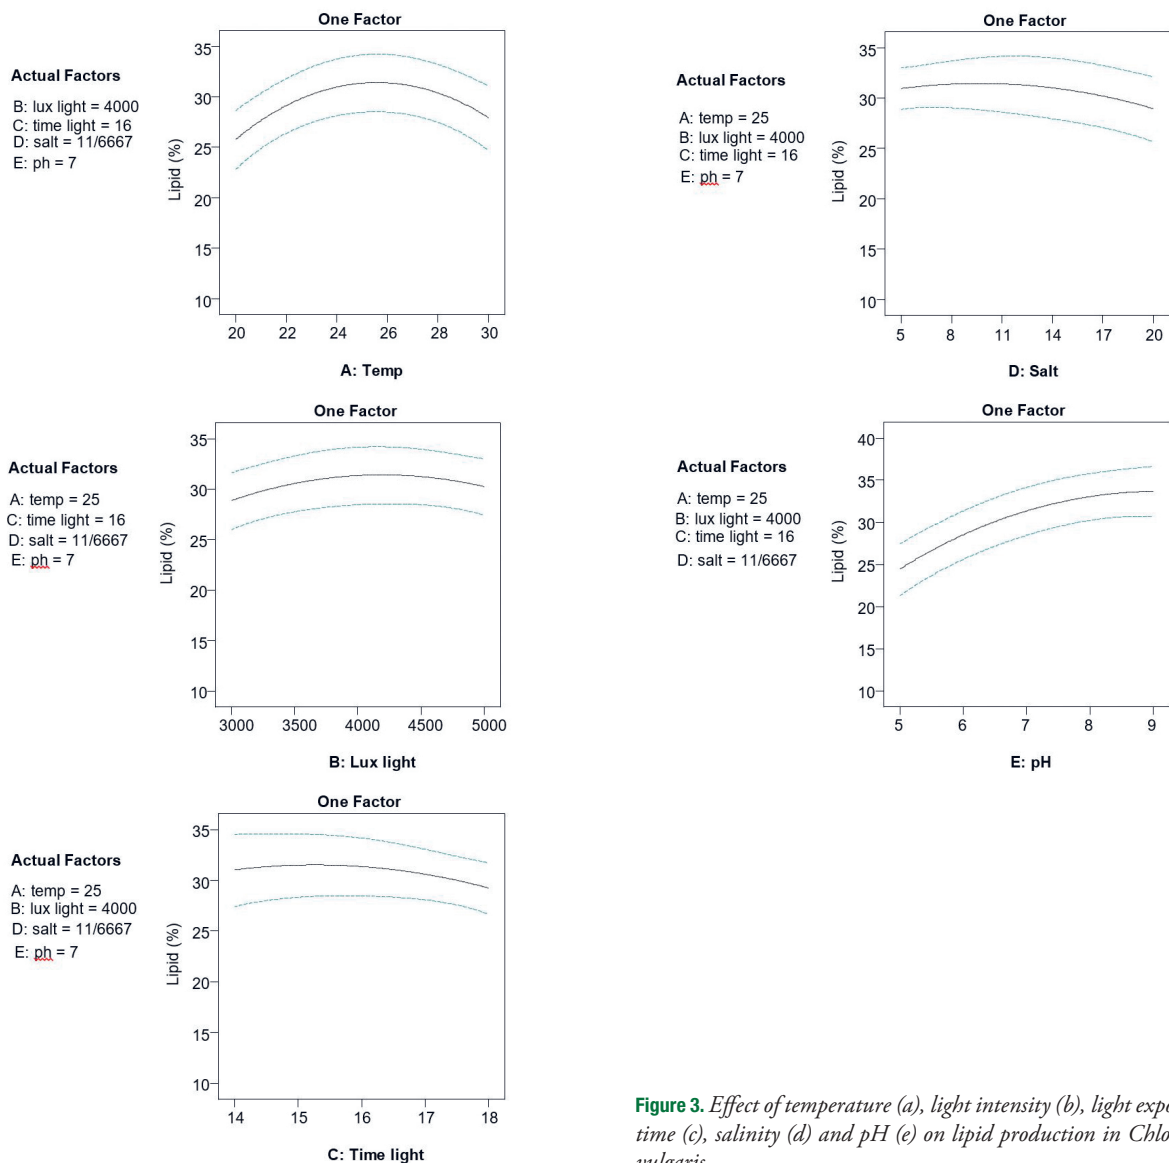 One Factor
Actual Factors
B: lux light = 4000
C: time light = 16
D: salt = 11/6667
E: ph = 7
Lipid (%)
35
30
25
20
15
10
20 22 24 26 28 30
A: Temp
One Factor
Actual Factors
A: temp = 25
B: lux light = 4000
C: time light = 16
E: ph = 7
Lipid (%)
35
30
25
20
15
10
5 8 11 14 17 20
D: Salt
One Factor
Actual Factors
A: temp = 25
C: time light = 16
D: salt = 11/6667
E: ph = 7
Lipid (%)
35
30
25
20
15
10
3000 3500 4000 4500 5000
B: Lux light
One Factor
Actual Factors
A: temp = 25
B: lux light = 4000
C: time light = 16
D: salt = 11/6667
Lipid (%)
40
35
30
25
20
15
10
5 6 7 8 9
E: pH
One Factor
Actual Factors
A: temp = 25
B: lux light = 4000
D: salt = 11/6667
E: ph = 7
Lipid (%)
35
30
25
20
15
10
14 15 16 17 18
C: Time light
Figure 3. Effect of temperature (a), light intensity (b), light expo
time (c), salinity (d) and pH (e) on lipid production in Chlo
vulgaris